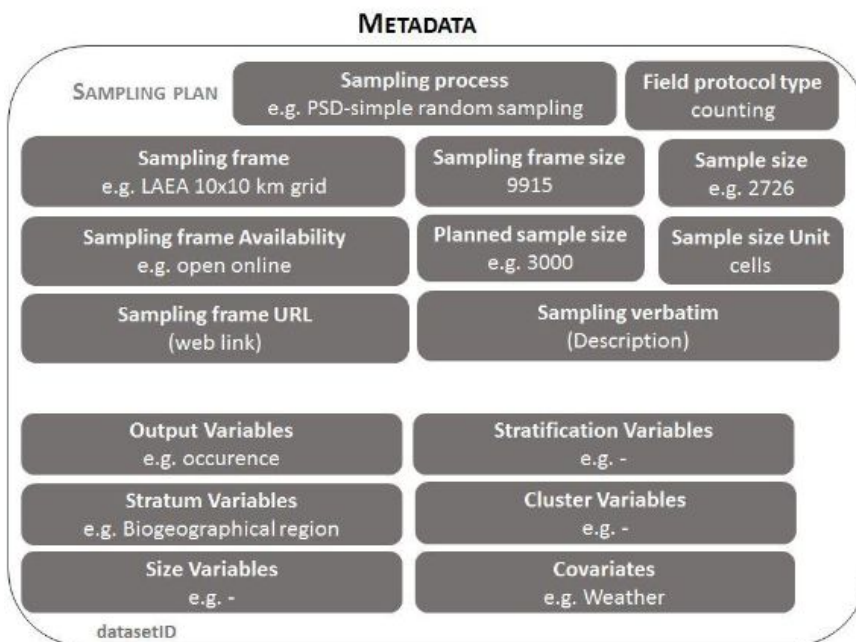 METADATA
SAMPLING PLAN
Sampling process
e.g. PSD-simple random sampling
Field protocol type
counting
Sampling frame
e.g. LAEA 10x10 km grid
Sampling frame size
9915
Sample size
e.g. 2726
Sampling frame Availability
e.g. open online
Planned sample size
e.g. 3000
Sample size Unit
cells
Sampling frame URL
(web link)
Sampling verbatim
(Description)
Output Variables
e.g. occurence
Stratification Variables
e.g. -
Stratum Variables
e.g. Biogeographical region
Cluster Variables
e.g. -
Size Variables
e.g. -
Covariates
e.g. Weather
datasetID